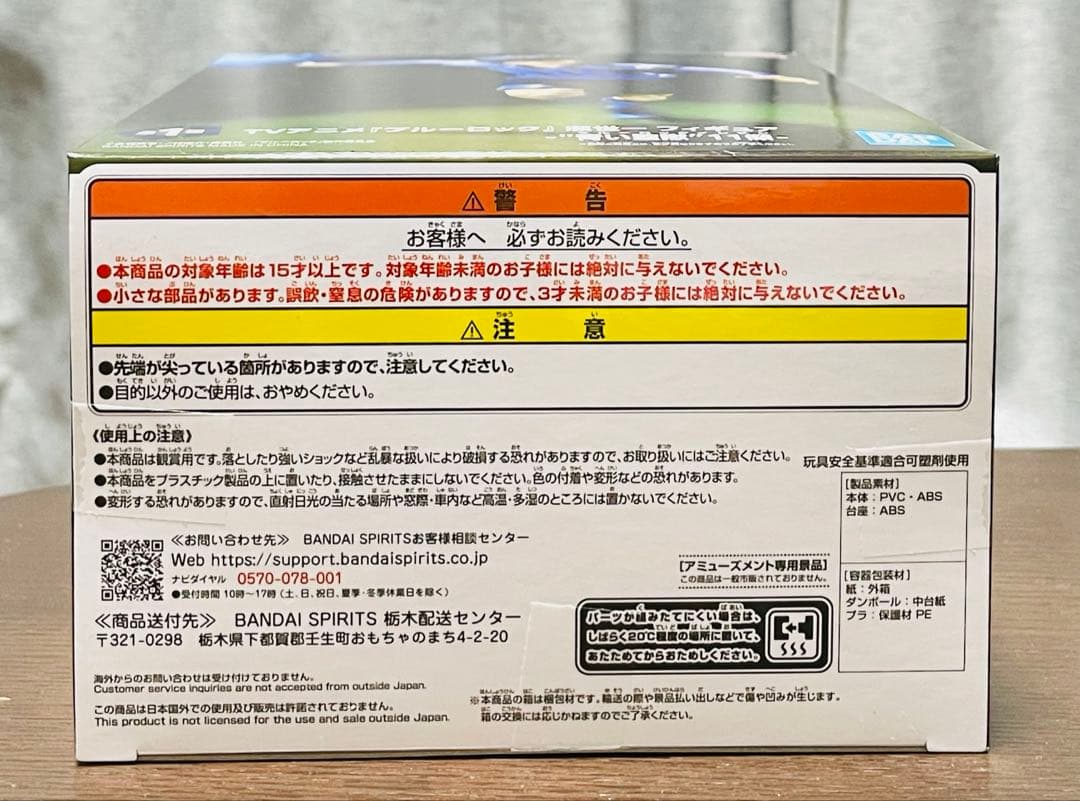 TVアニメ『ブルーロック』
警告
お客様へ 必ずお読みください。
●本商品の対象年齢は15才以上です。対象年齢未満のお子様には絶対に与えないでください。
●小さな部品があります。誤飲・窒息の危険がありますので、3才未満のお子様には絶対に与えないでください。
注意
●先端が尖っている箇所がありますので、注意してください。
●目的以外のご使用は、おやめください。
《使用上の注意》
●本商品は観賞用です。落としたり強いショックなど乱暴な扱いにより破損する恐れがありますので、お取り扱いにはご注意ください。
●本商品をプラスチック製品の上に置いたり、接触させたままにしないでください。色の付着や変形などの恐れがあります。
●変形する恐れがありますので、直射日光の当たる場所や窓際・車内など高温・多湿のところには置かないでください。
玩具安全基準適合可塑剤使用
[製品素材]
本体:PVC・ABS
台座:ABS
[容器包装材]
紙:外箱
ダンボール:中台紙
プラ:保護材 PE
≪お問い合わせ先≫ BANDAI SPIRITSお客様相談センター
Web https://support.bandaispirits.co.jp
ナビダイヤル 0570-078-001
●受付時間 10時〜17時(土、日、祝日、夏季・冬季休業日を除く)
≪商品送付先≫ BANDAI SPIRITS 栃木配送センター
〒321-0298 栃木県下都賀郡壬生町おもちゃのまち4-2-20
[アミューズメント専用景品]
この商品は一般市販されておりません。
パーツが組みたてにくい場合は、
しばらく20℃程度の場所に置いて、
あたためてからおためしください。
海外からのお問い合わせは受け付けておりません。
Customer service inquiries are not accepted from outside Japan.
この商品は日本国外での使用及び販売は許諾されておりません。
This product is not licensed for the use and sale outside Japan.
※本商品の箱は梱包材です。輸送の際や景品払い出しなどで傷や凹みが生じます。
箱の交換には応じかねますのでご了承ください。